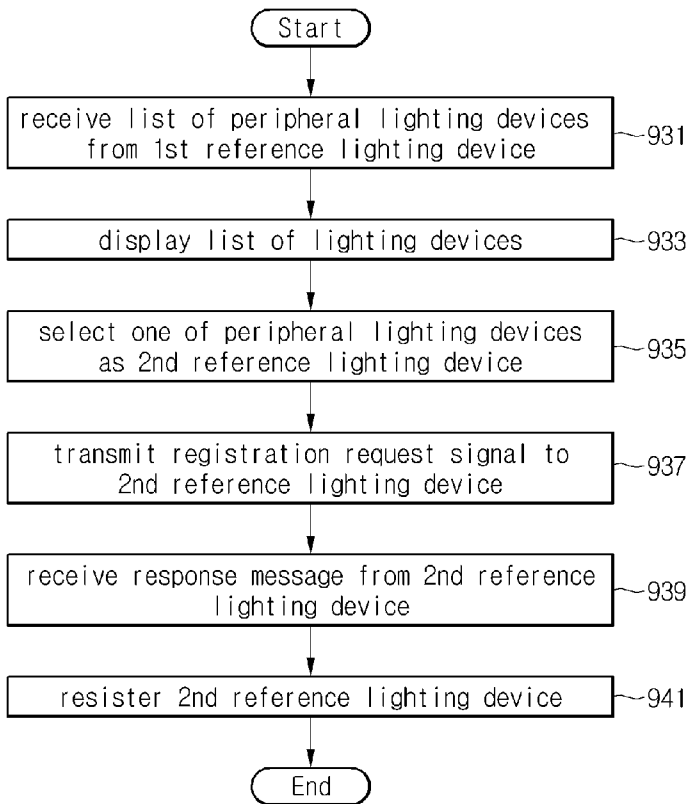 Start
receive list of peripheral lighting devices
from 1st reference lighting device
931
display list of lighting devices
933
select one of peripheral lighting devices
as 2nd reference lighting device
935
transmit registration request signal to
2nd reference lighting device
937
receive response message from 2nd reference
lighting device
939
resister 2nd reference lighting device
941
End